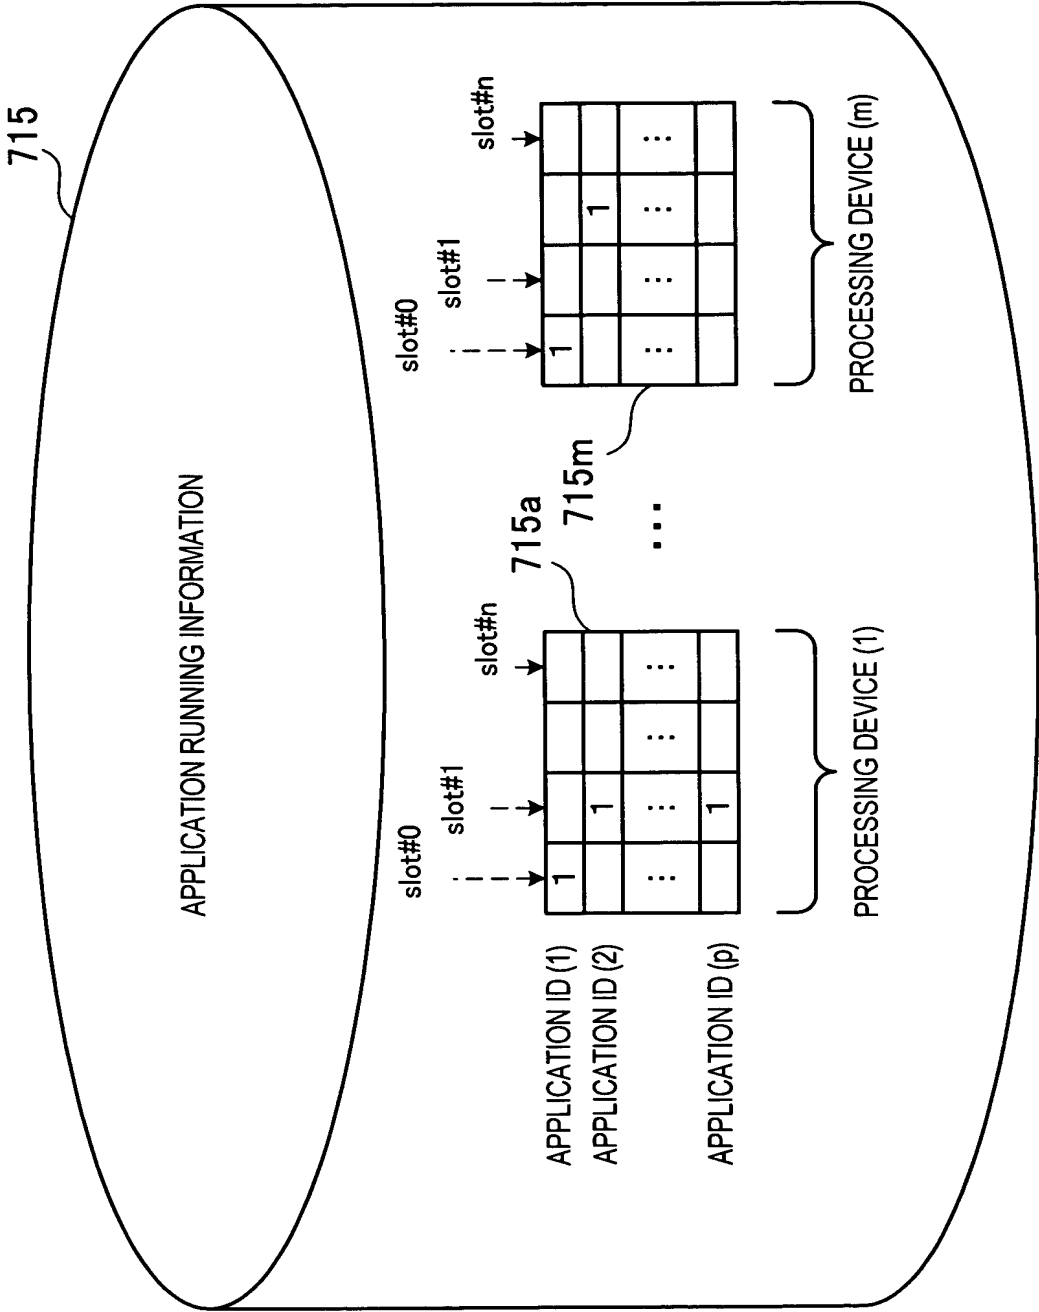 715
APPLICATION RUNNING INFORMATION
slot#0
slot#1
slot#n
slot#0
slot#1
slot#n
715a
715m
APPLICATION ID (1)
1
1
APPLICATION ID (2)
1
1
... ... ... ... ... ... ... ... ...
APPLICATION ID (p)
1
PROCESSING DEVICE (1)
PROCESSING DEVICE (m)